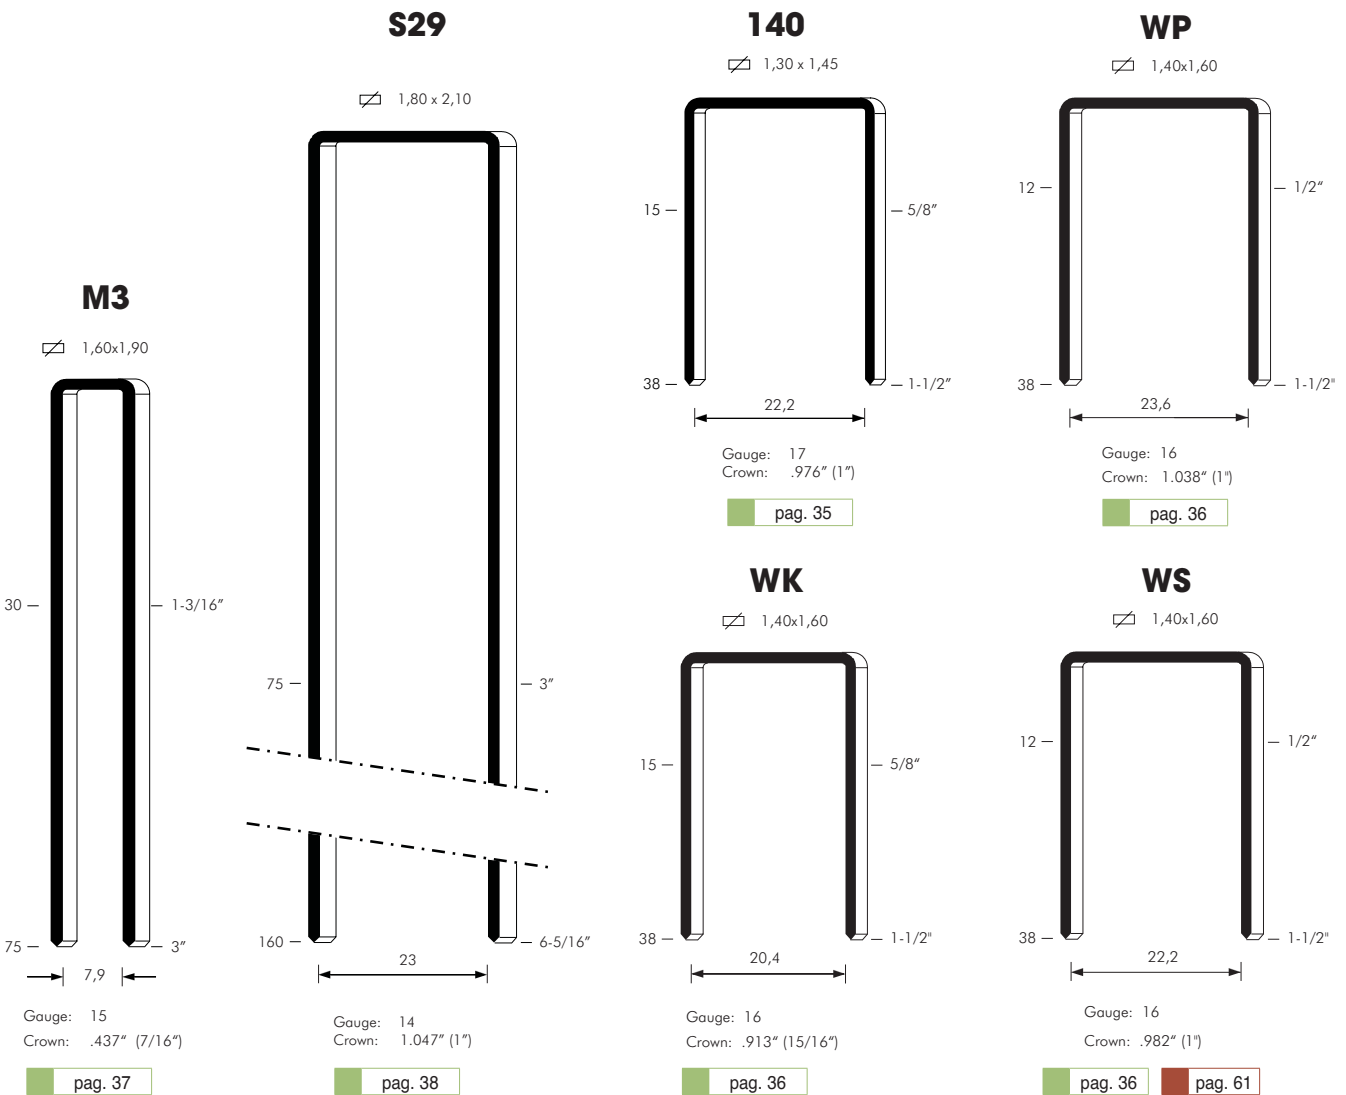 M3
1,60x1,90
30
1-3/16”
75
3”
7,9
Gauge: 15
Crown: .437“ (7/16“)
pag. 37
S29
1,80 x 2,10
75
3”
160
6-5/16”
23
Gauge: 14
Crown: 1.047” (1”)
pag. 38
140
1,30 x 1,45
15
5/8”
38
1-1/2”
22,2
Gauge: 17
Crown: .976” (1”)
pag. 35
WP
1,40x1,60
12
1/2“
38
1-1/2"
23,6
Gauge: 16
Crown: 1.038“ (1")
pag. 36
WK
1,40x1,60
15
5/8“
38
1-1/2"
20,4
Gauge: 16
Crown: .913“ (15/16“)
pag. 36
WS
1,40x1,60
12
1/2“
38
1-1/2"
22,2
Gauge: 16
Crown: .982“ (1")
pag. 36
pag. 61